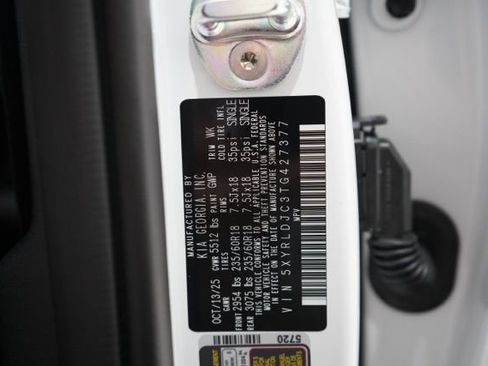 MANUFACTURED BY
KIA GEORGIA, INC.
OCT/13/25 GVWR 5512 lbs PAINT GWP TRIM WK
GAWR TIRES RIMS COLD TIRE INFL
FRONT 2954 lbs 235/60R18 7.5Jx18 35psi SINGLE
REAR 3075 lbs 235/60R18 7.5Jx18 35psi SINGLE
THIS VEHICLE CONFORMS TO ALL APPLICABLE U.S.A. FEDERAL
MOTOR VEHICLE SAFETY AND THEFT PREVENTION STANDARDS
IN EFFECT ON THE DATE OF MANUFACTURE SHOWN ABOVE
VIN 5XYRLDJC3TG427377
MPV
5720